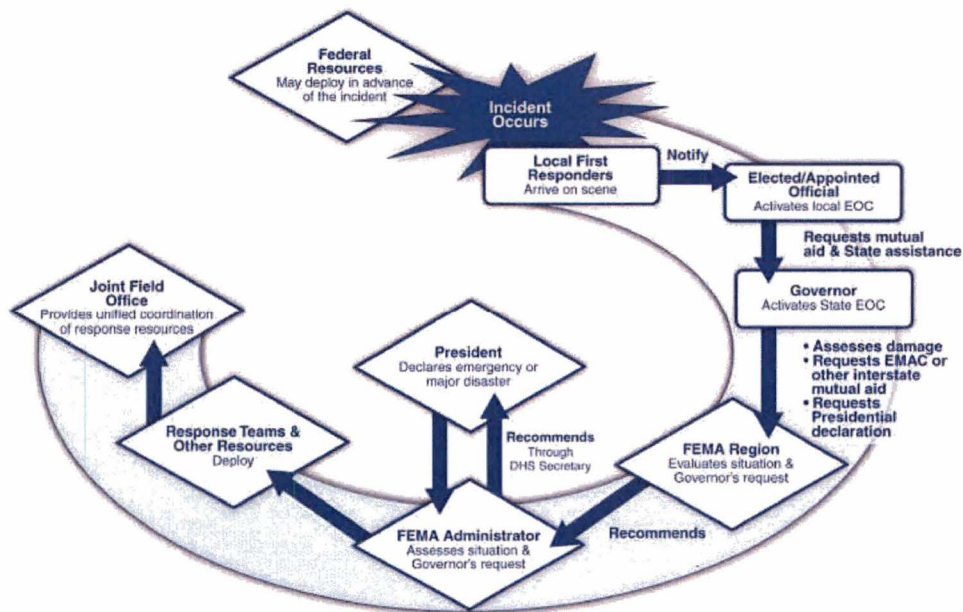 Federal
Resources
May deploy in advance
of the incident
Incident
Occurs
Local First
Responders
Arrive on scene
Notify
Elected/Appointed
Official
Activates local EOC
Requests mutual
aid & State assistance
Governor
Activates State EOC
• Assesses damage
• Requests EMAC or
other interstate
mutual aid
• Requests
Presidential
declaration
FEMA Region
Evaluates situation &
Governor's request
Recommends
FEMA Administrator
Assesses situation &
Governor's request
Recommends
Through
DHS Secretary
President
Declares emergency or
major disaster
Response Teams &
Other Resources
Deploy
Joint Field
Office
Provides unified coordination
of response resources